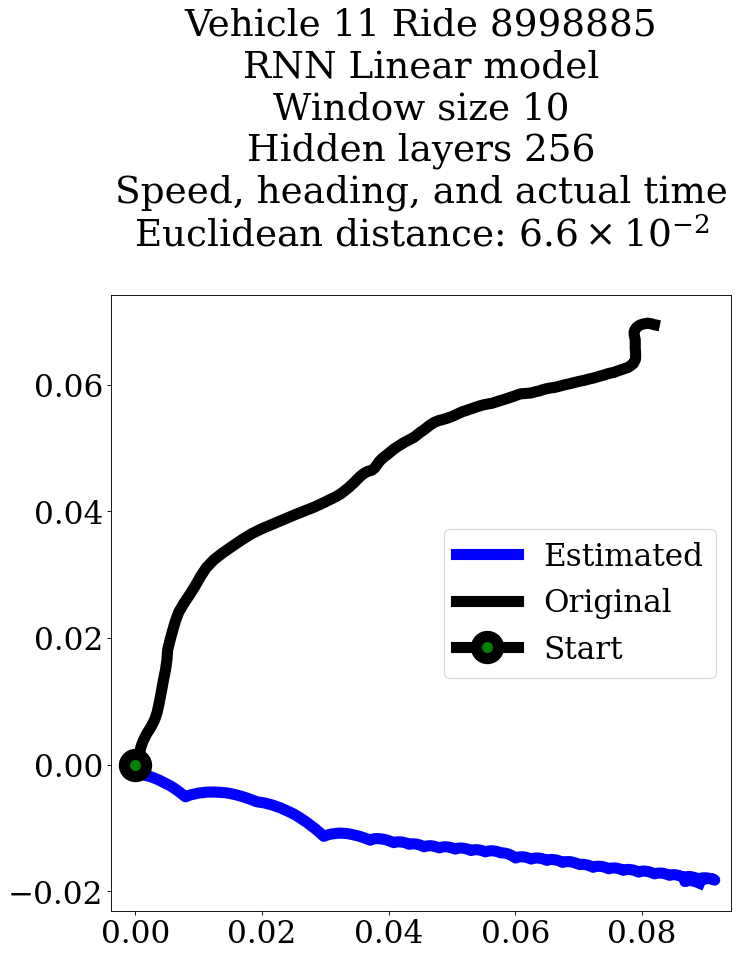 Vehicle 11 Ride 8998885
RNN Linear model
Window size 10
Hidden layers 256
Speed, heading, and actual time
Euclidean distance: 6.6 × 10⁻²
0.06
0.04
0.02
0.00
−0.02
Estimated
Original
Start
0.00 0.02 0.04 0.06 0.08